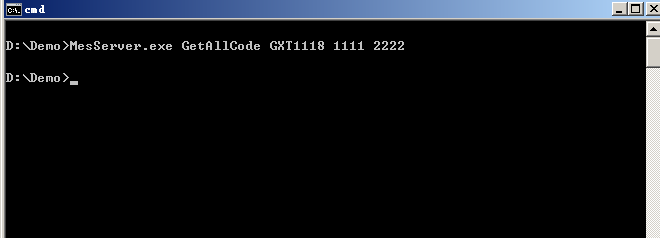 cmd
D:\Demo>MesServer.exe GetAllCode GXT1118 1111 2222
D:\Demo>_